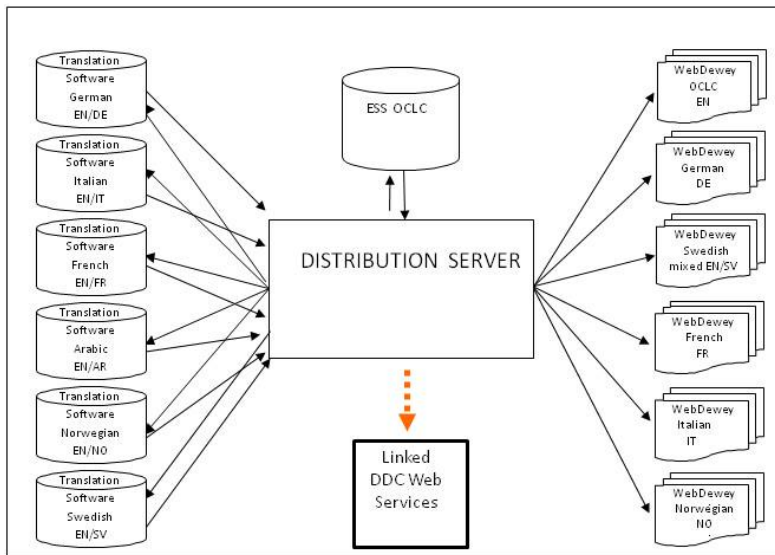 Translation
Software
German
EN/DE
Translation
Software
Italian
EN/IT
Translation
Software
French
EN/FR
Translation
Software
Arabic
EN/AR
Translation
Software
Norwegian
EN/NO
Translation
Software
Swedish
EN/SV
ESS OCLC
DISTRIBUTION SERVER
Linked
DDC Web
Services
WebDewey
OCLC
EN
WebDewey
German
DE
WebDewey
Swedish
mixed EN/SV
WebDewey
French
FR
WebDewey
Italian
IT
WebDewey
Norwegian
NO